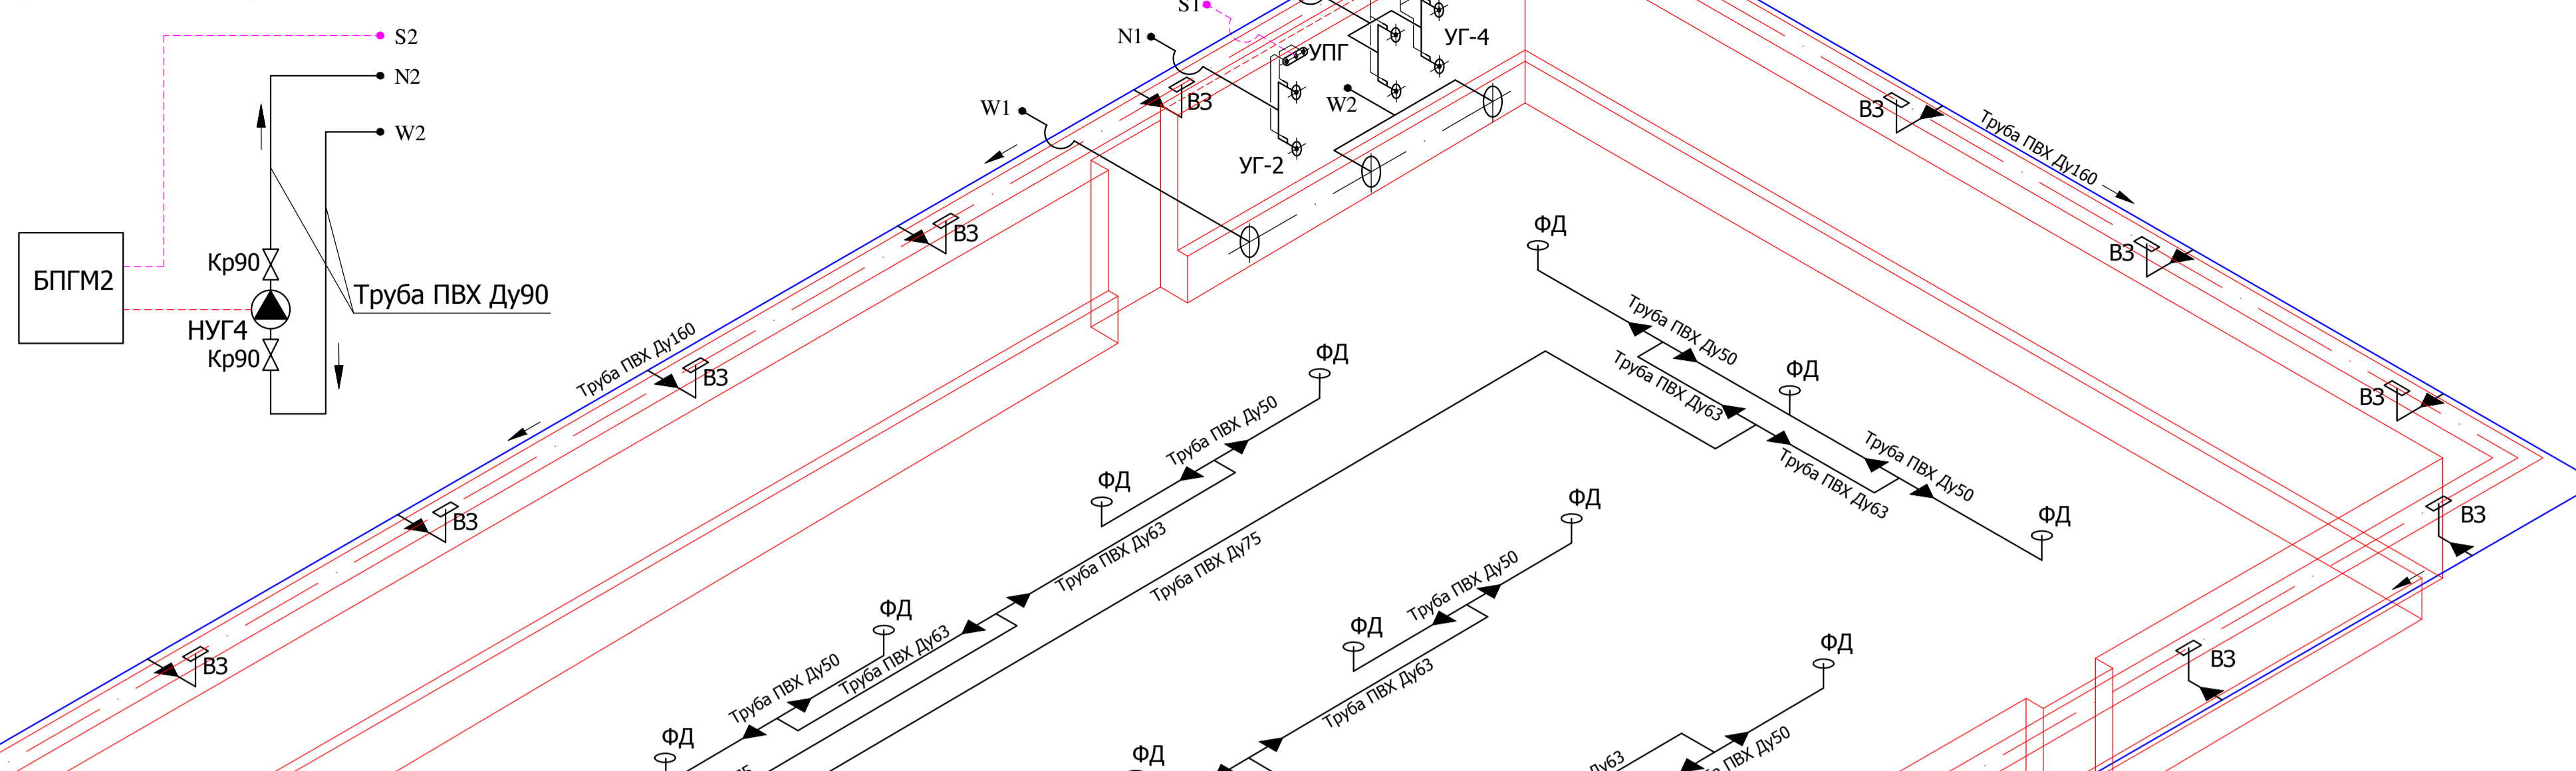 S2
N2
W2
БПГМ2
Кр90
НУГ4
Кр90
Труба ПВХ Ду90
S1
N1
W1
УПГ
УГ-4
W2
УГ-2
ВЗ
ВЗ
ВЗ
ВЗ
ВЗ
Труба ПВХ Ду160
ВЗ
Труба ПВХ Ду160
ВЗ
ВЗ
ВЗ
ВЗ
ФД
Труба ПВХ Ду50
Труба ПВХ Ду63
ФД
Труба ПВХ Ду50
Труба ПВХ Ду63
ФД
ФД
Труба ПВХ Ду50
ФД
Труба ПВХ Ду63
Труба ПВХ Ду75
ФД
Труба ПВХ Ду63
Труба ПВХ Ду50
ФД
ФД
Труба ПВХ Ду50
ФД
Труба ПВХ Ду63
ФД
ФД